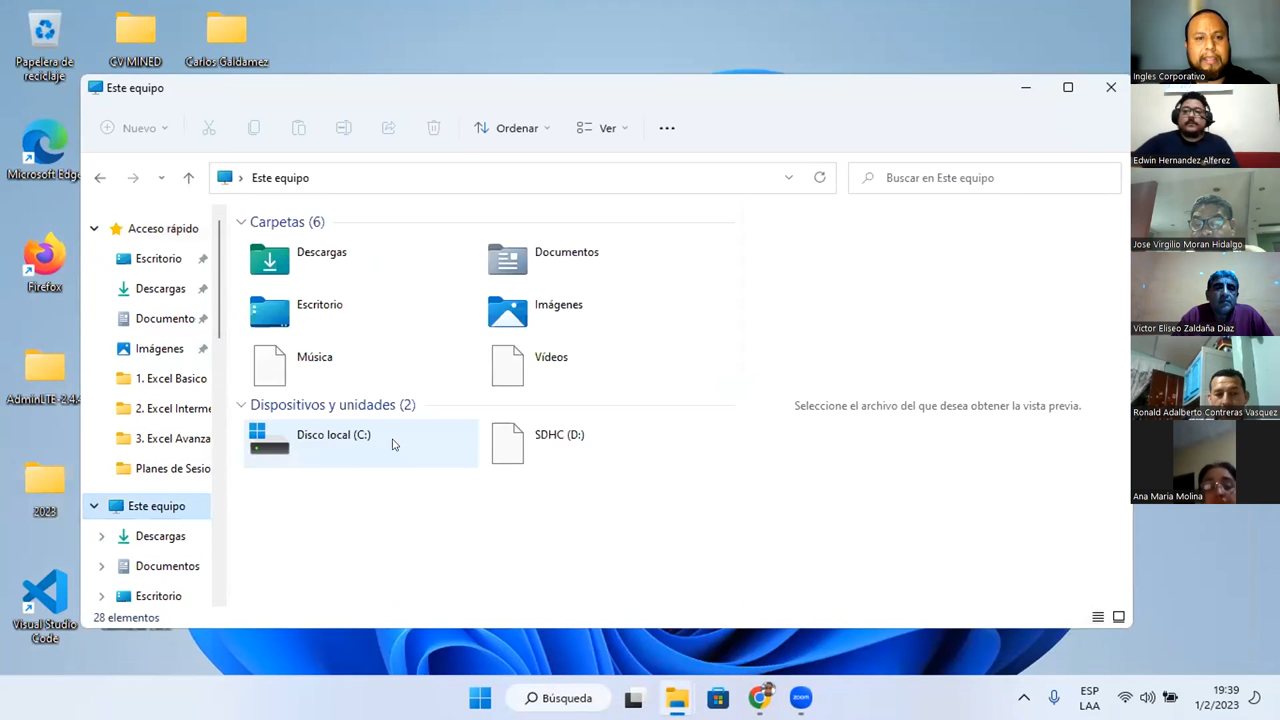 Papelera de
reciclaje
CV MINED
Carlos Galdamez
Microsoft Edge
Firefox
AdminLTE-2.4.
2023
Visual Studio
Code
Este equipo
Nuevo
Ordenar
Ver
Este equipo
Buscar en Este equipo
Acceso rápido
Escritorio
Descargas
Documento
Imágenes
1. Excel Basico
2. Excel Interme
3. Excel Avanza
Planes de Sesio
Este equipo
Descargas
Documentos
Escritorio
Carpetas (6)
Descargas
Documentos
Escritorio
Imágenes
Música
Vídeos
Dispositivos y unidades (2)
Disco local (C:)
SDHC (D:)
Seleccione el archivo del que desea obtener la vista previa.
28 elementos
Ingles Corporativo
Edwin Hernandez Alferez
Jose Virgilio Moran Hidalgo
Victor Eliseo Zaldaña Diaz
Ronald Adalberto Contreras Vasquez
Ana Maria Molina
Búsqueda
zoom
ESP
LAA
19:39
1/2/2023